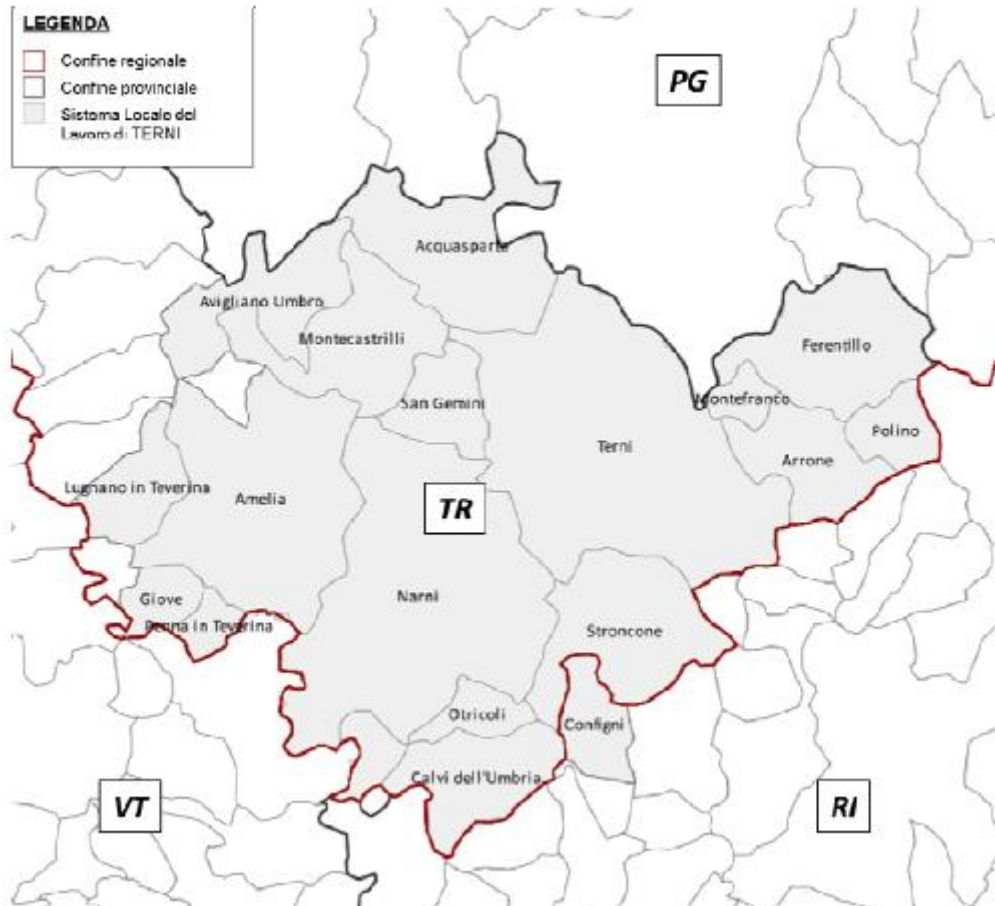 LEGENDA
Confine regionale
Confine provinciale
Sistema Locale del
Lavoro di TERNI
PG
Acquasparta
Avigliano Umbro
Montecastrilli
Ferentillo
San Gemini
Montefranco
Polino
Terni
Arrone
Lugnano in Teverina
Amelia
TR
Giove
Narni
Penna in Teverina
Stroncone
Otricoli
Configni
Calvi dell'Umbria
VT
RI